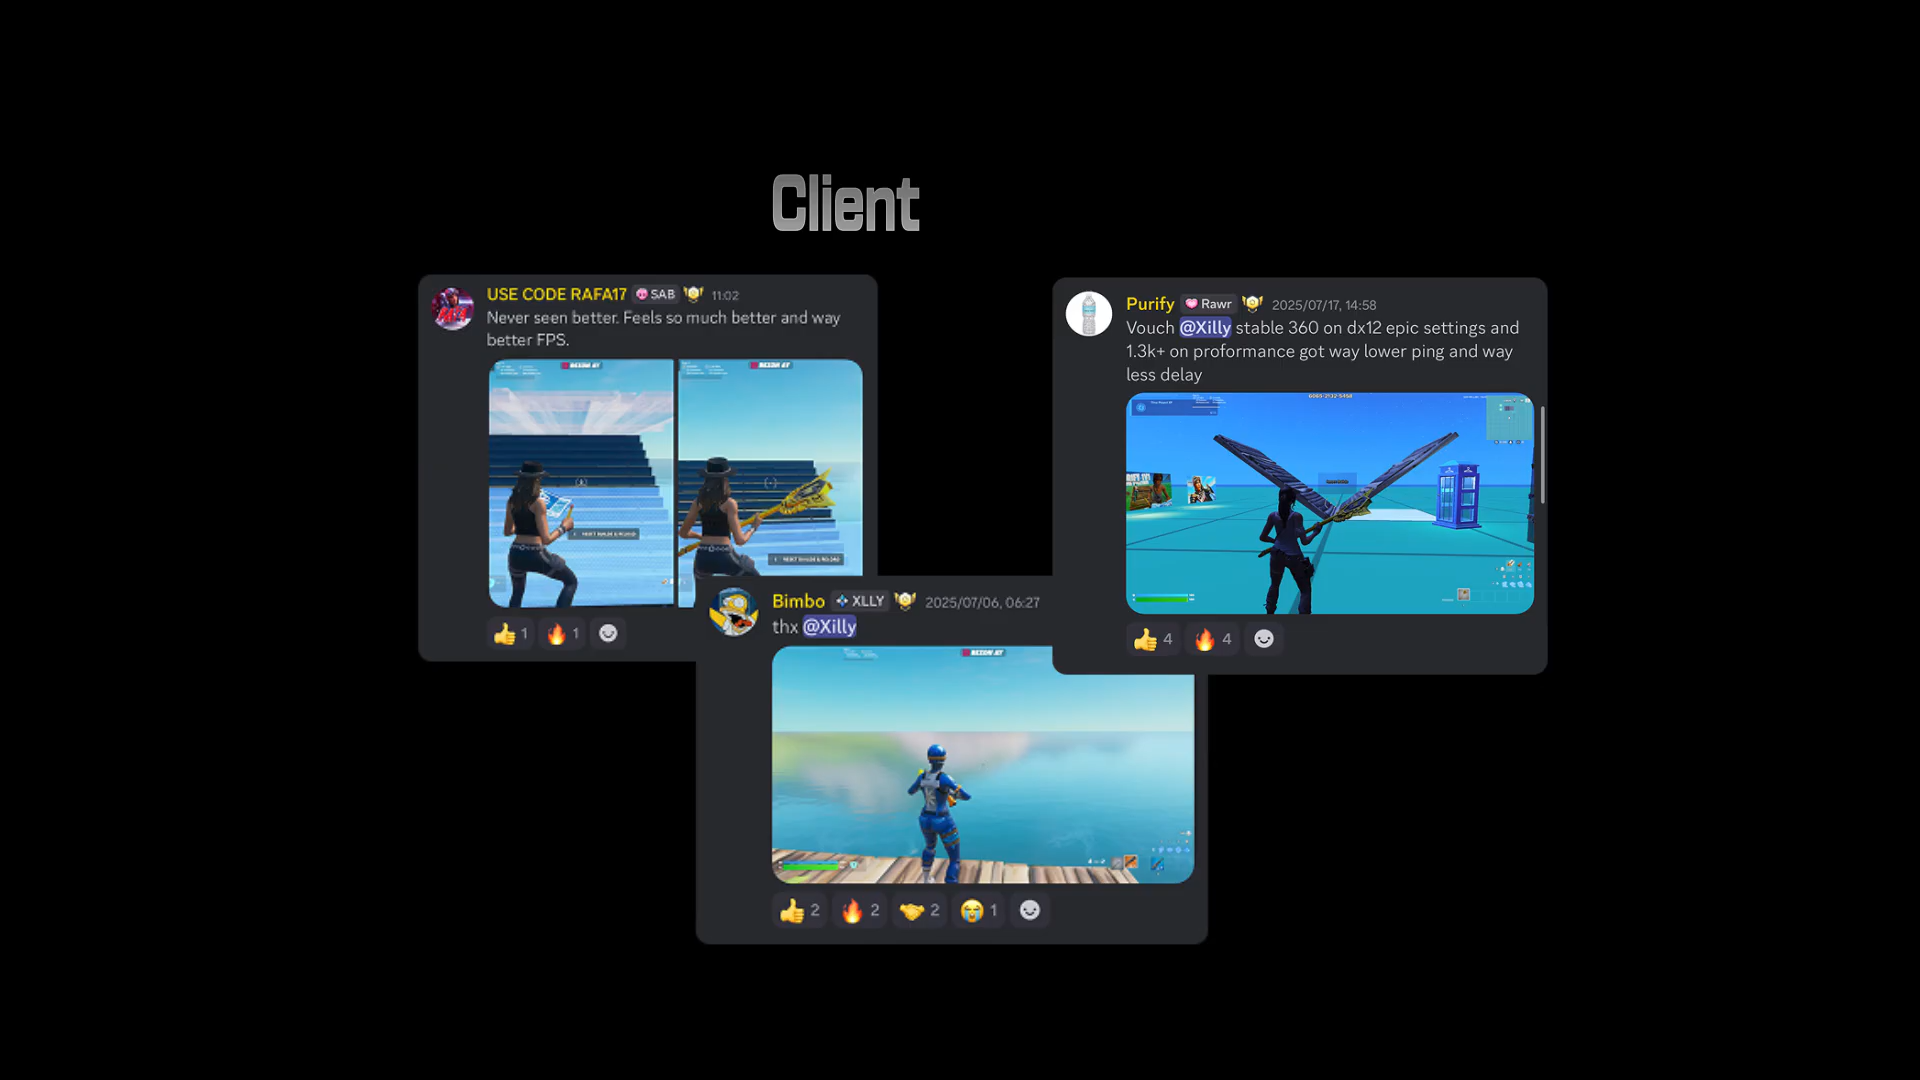 Client
USE CODE RAFA17 SAB 11:02
Never seen better. Feels so much better and way
better FPS.
1 1
Purify Rawr 2025/07/17, 14:58
Vouch @Xilly stable 360 on dx12 epic settings and
1.3k+ on proformance got way lower ping and way
less delay
4 4
Bimbo XLLY 2025/07/06, 06:27
thx @Xilly
2 2 2 1